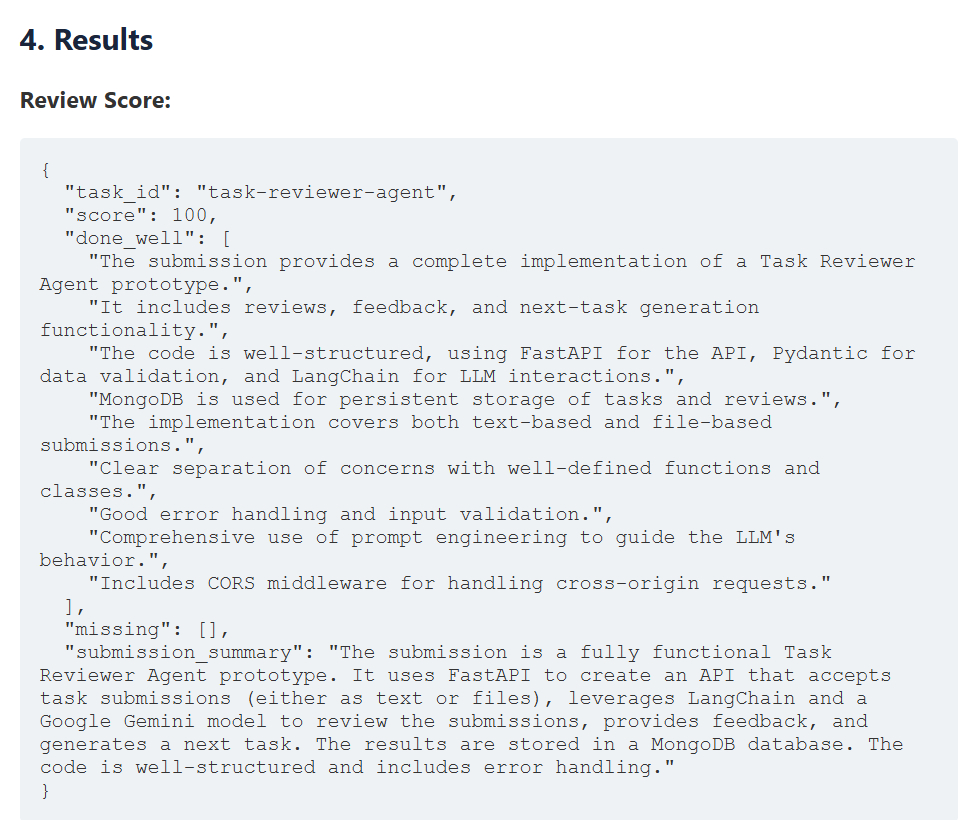 4. Results
Review Score:
{
"task_id": "task-reviewer-agent",
"score": 100,
"done_well": [
"The submission provides a complete implementation of a Task Reviewer
Agent prototype.",
"It includes reviews, feedback, and next-task generation
functionality.",
"The code is well-structured, using FastAPI for the API, Pydantic for
data validation, and LangChain for LLM interactions.",
"MongoDB is used for persistent storage of tasks and reviews.",
"The implementation covers both text-based and file-based
submissions.",
"Clear separation of concerns with well-defined functions and
classes.",
"Good error handling and input validation.",
"Comprehensive use of prompt engineering to guide the LLM's
behavior.",
"Includes CORS middleware for handling cross-origin requests."
],
"missing": [],
"submission_summary": "The submission is a fully functional Task
Reviewer Agent prototype. It uses FastAPI to create an API that accepts
task submissions (either as text or files), leverages LangChain and a
Google Gemini model to review the submissions, provides feedback, and
generates a next task. The results are stored in a MongoDB database. The
code is well-structured and includes error handling."
}